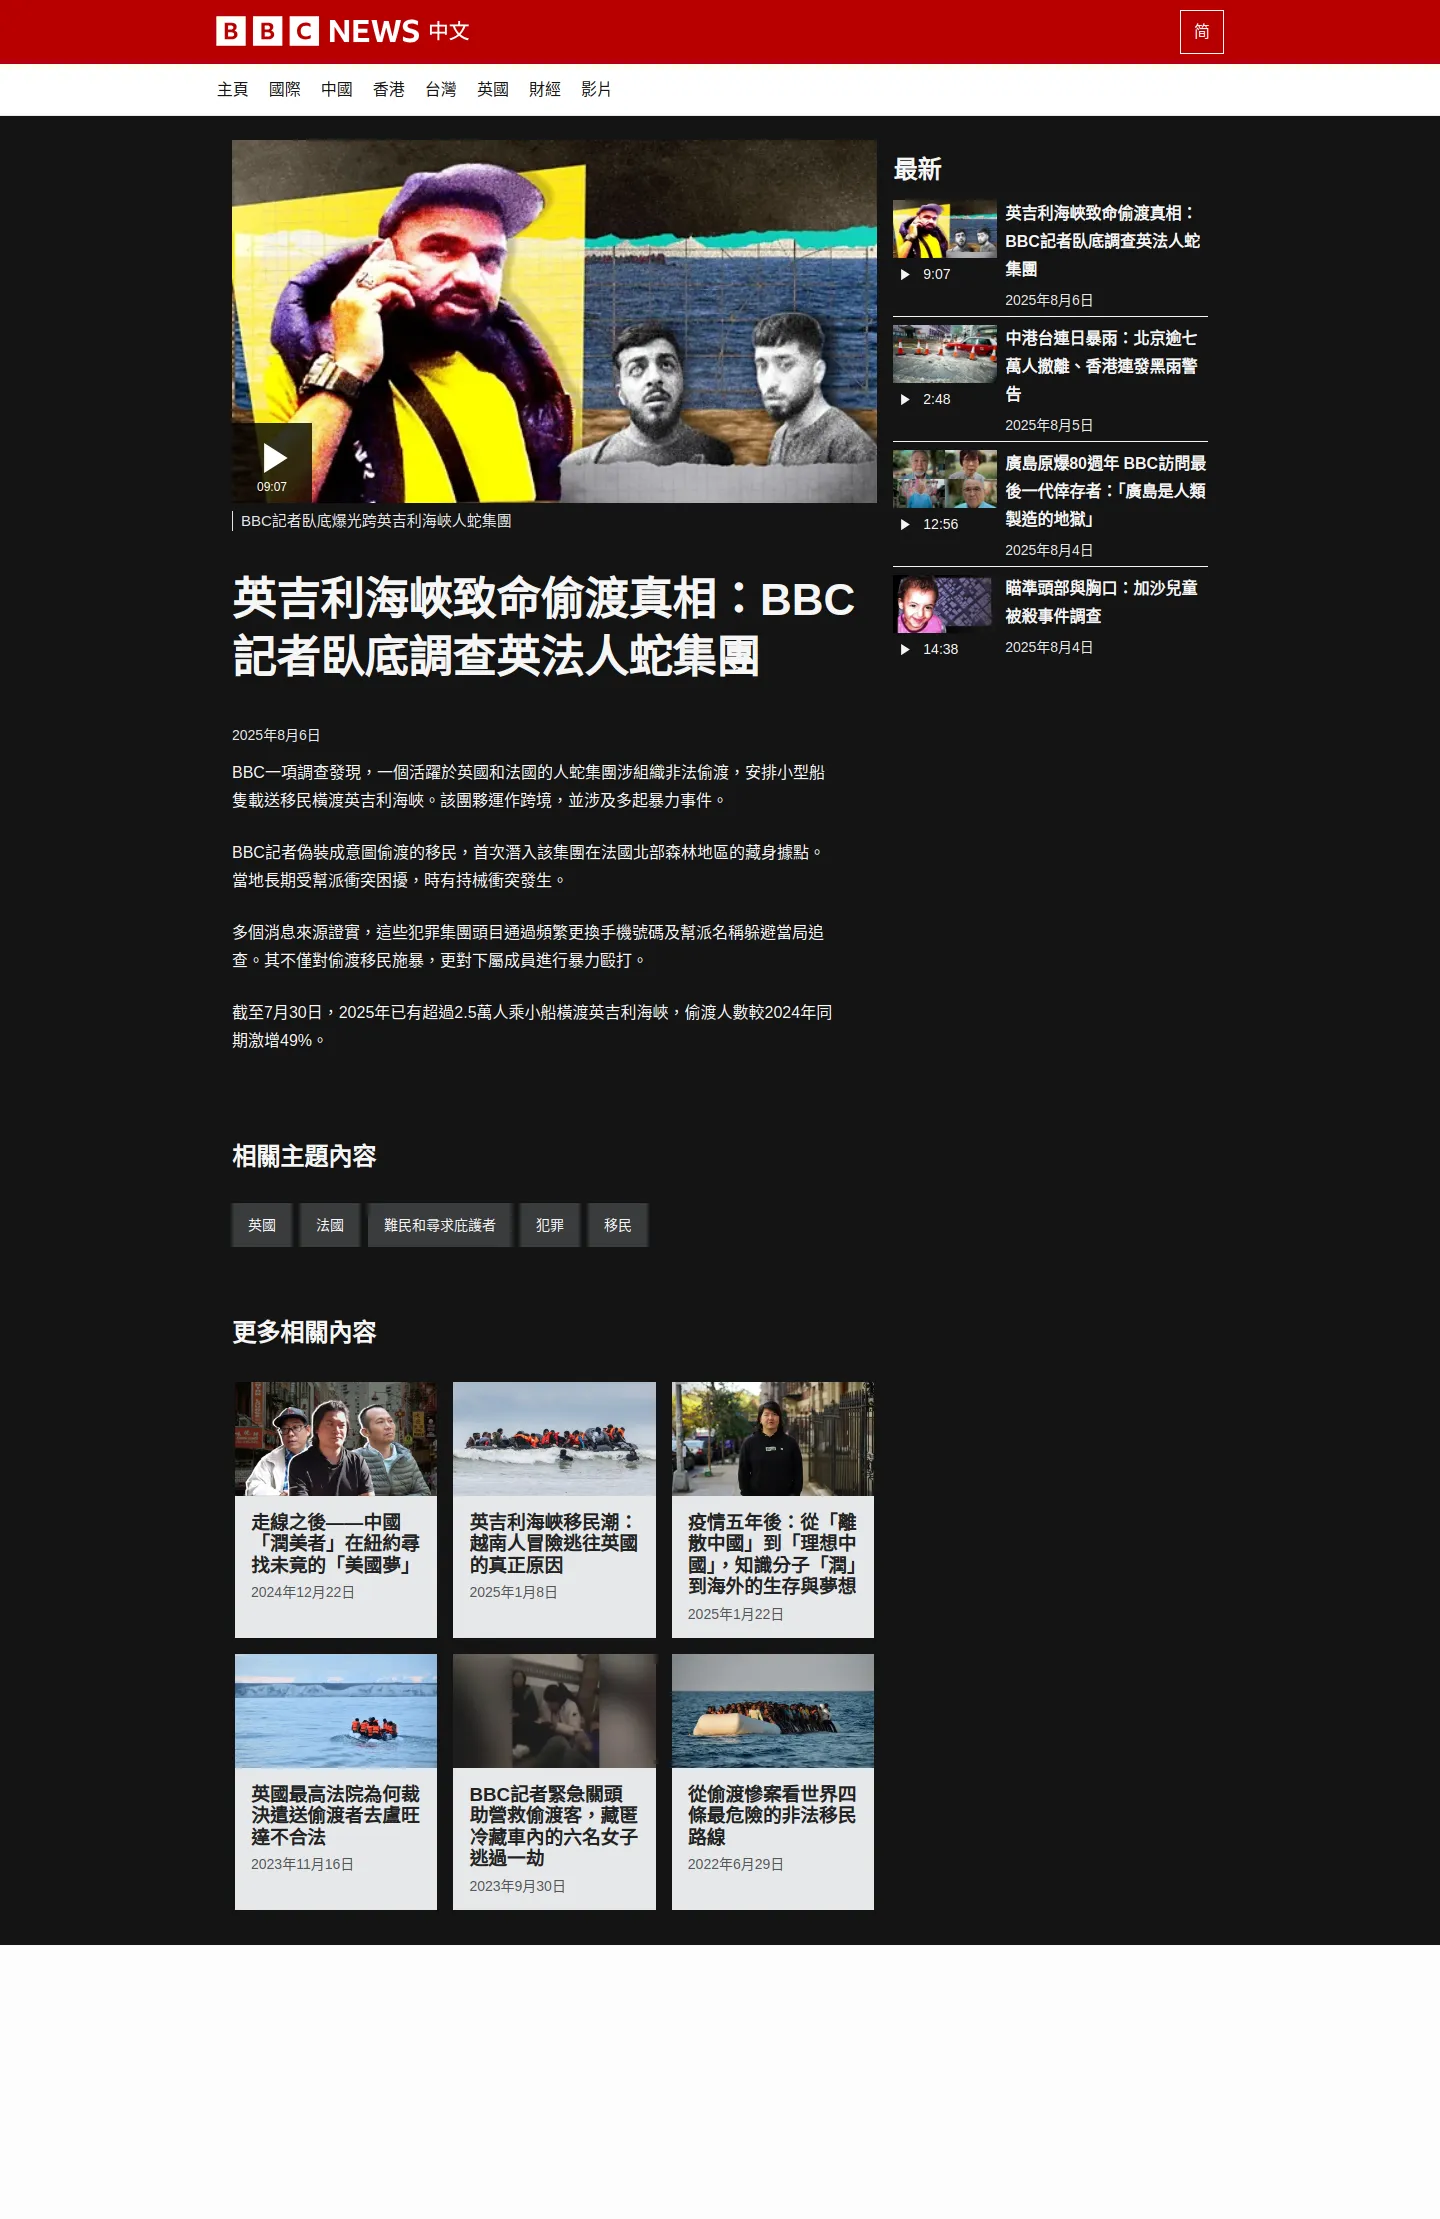 BBC NEWS 中文
简
主頁 國際 中國 香港 台灣 英國 財經 影片
09:07
BBC記者臥底爆光跨英吉利海峽人蛇集團
英吉利海峽致命偷渡真相：BBC
記者臥底調查英法人蛇集團
2025年8月6日
BBC一項調查發現，一個活躍於英國和法國的人蛇集團涉組織非法偷渡，安排小型船
隻載送移民橫渡英吉利海峽。該團夥運作跨境，並涉及多起暴力事件。
BBC記者偽裝成意圖偷渡的移民，首次潛入該集團在法國北部森林地區的藏身據點。
當地長期受幫派衝突困擾，時有持械衝突發生。
多個消息來源證實，這些犯罪集團頭目通過頻繁更換手機號碼及幫派名稱躲避當局追
查。其不僅對偷渡移民施暴，更對下屬成員進行暴力毆打。
截至7月30日，2025年已有超過2.5萬人乘小船橫渡英吉利海峽，偷渡人數較2024年同
期激增49%。
最新
英吉利海峽致命偷渡真相：
BBC記者臥底調查英法人蛇
集團
9:07
2025年8月6日
中港台連日暴雨：北京逾七
萬人撤離、香港連發黑雨警
告
2:48
2025年8月5日
廣島原爆80週年 BBC訪問最
後一代倖存者：「廣島是人類
製造的地獄」
12:56
2025年8月4日
瞄準頭部與胸口：加沙兒童
被殺事件調查
14:38
2025年8月4日
相關主題內容
英國 法國 難民和尋求庇護者 犯罪 移民
更多相關內容
走線之後——中國
「潤美者」在紐約尋
找未竟的「美國夢」
2024年12月22日
英吉利海峽移民潮：
越南人冒險逃往英國
的真正原因
2025年1月8日
疫情五年後：從「離
散中國」到「理想中
國」，知識分子「潤」
到海外的生存與夢想
2025年1月22日
英國最高法院為何裁
決遣送偷渡者去盧旺
達不合法
2023年11月16日
BBC記者緊急關頭
助營救偷渡客，藏匿
冷藏車內的六名女子
逃過一劫
2023年9月30日
從偷渡慘案看世界四
條最危險的非法移民
路線
2022年6月29日